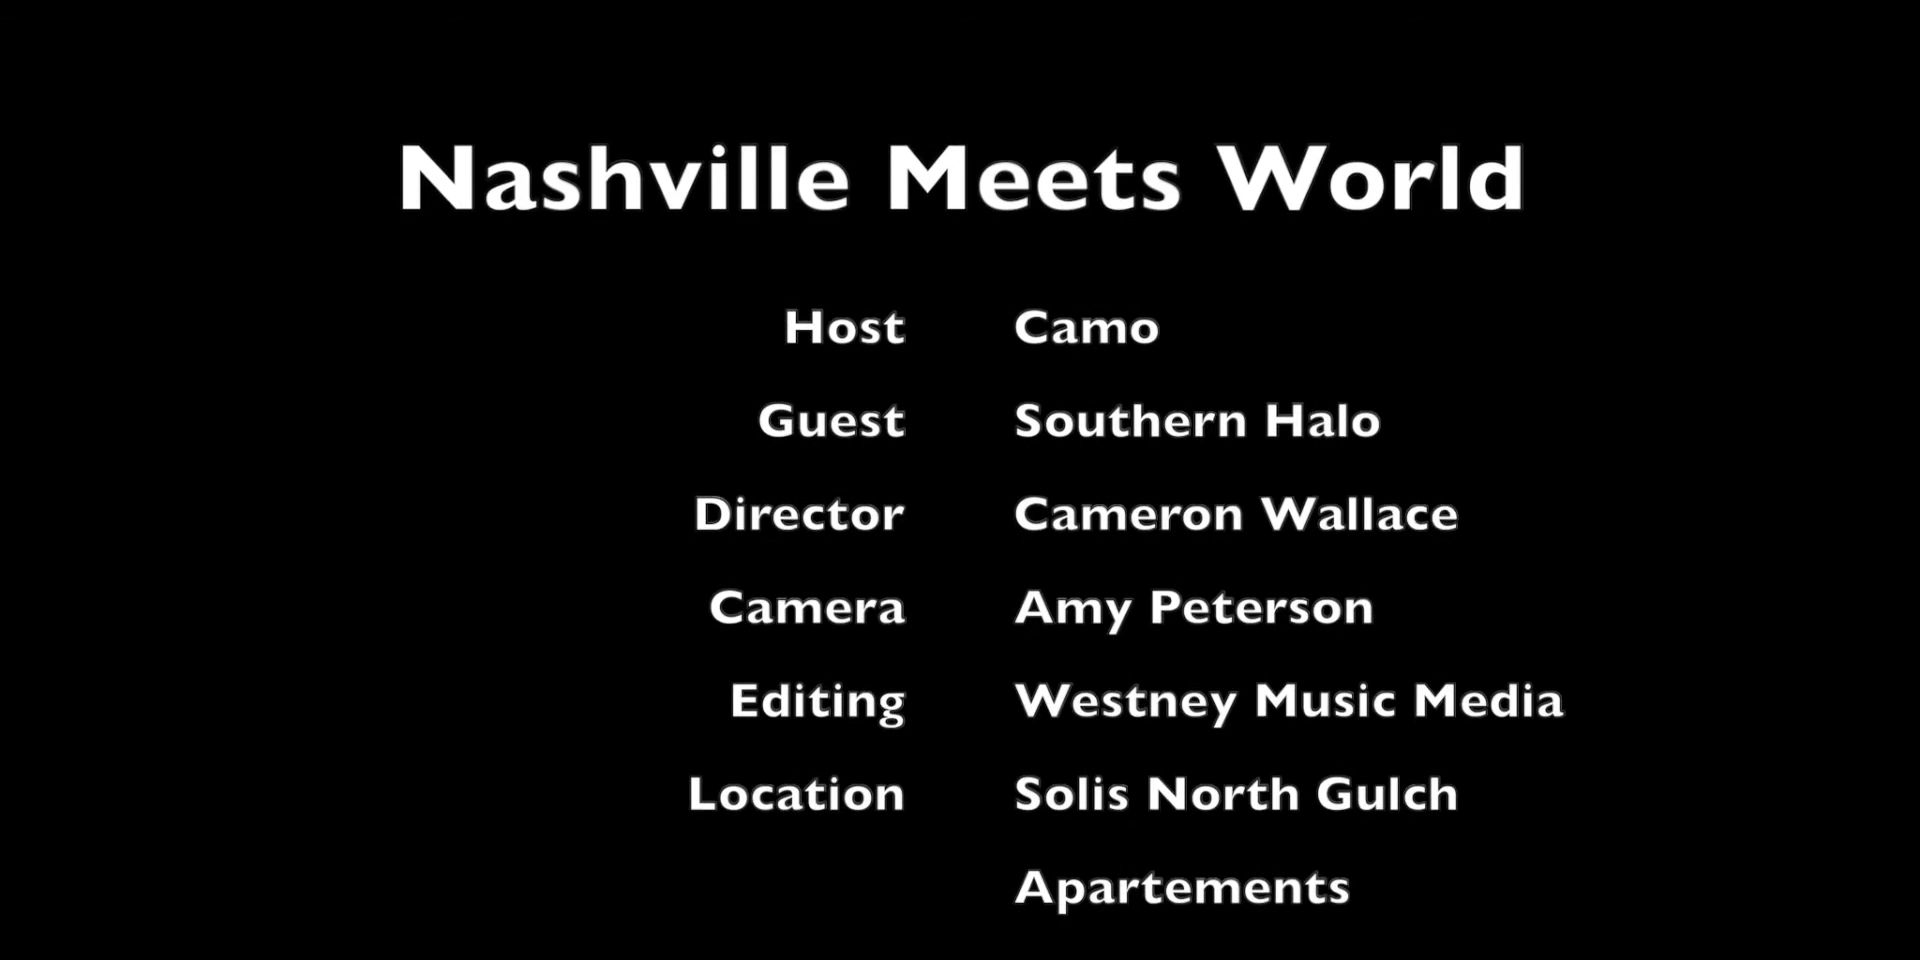 Nashville Meets World
Host Camo
Guest Southern Halo
Director Cameron Wallace
Camera Amy Peterson
Editing Westney Music Media
Location Solis North Gulch
Apartements